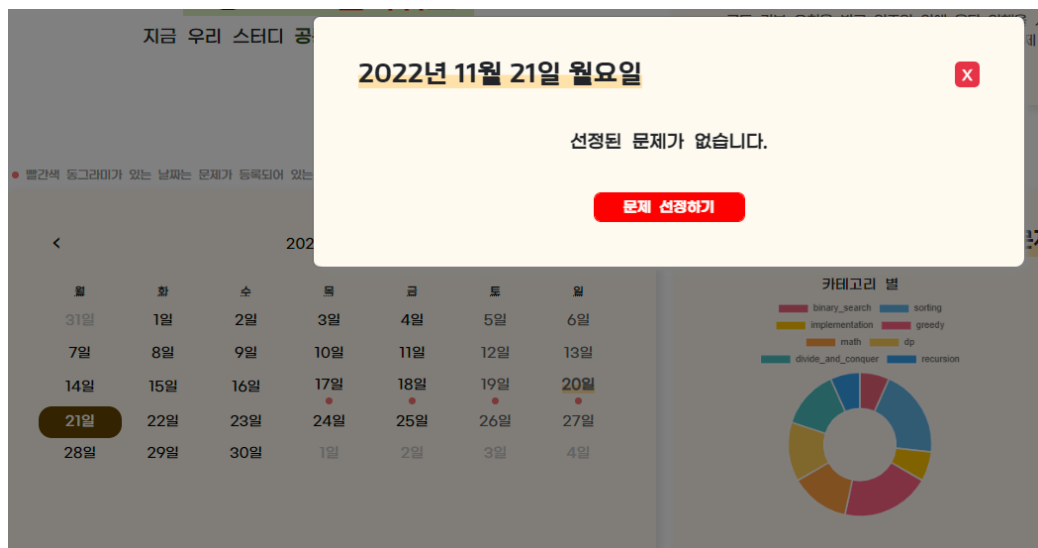 지금 우리 스터디
2022년 11월 21일 월요일
X
선정된 문제가 없습니다.
문제 선정하기
빨간색 동그라미가 있는 날짜는 문제가 등록되어 있는
<
202
월 화 수 목 금 토 일
31일 1일 2일 3일 4일 5일 6일
7일 8일 9일 10일 11일 12일 13일
14일 15일 16일 17일 18일 19일 20일
21일 22일 23일 24일 25일 26일 27일
28일 29일 30일 1일 2일 3일 4일
카테고리 별
binary_search sorting
implementation greedy
math dp
divide_and_conquer recursion